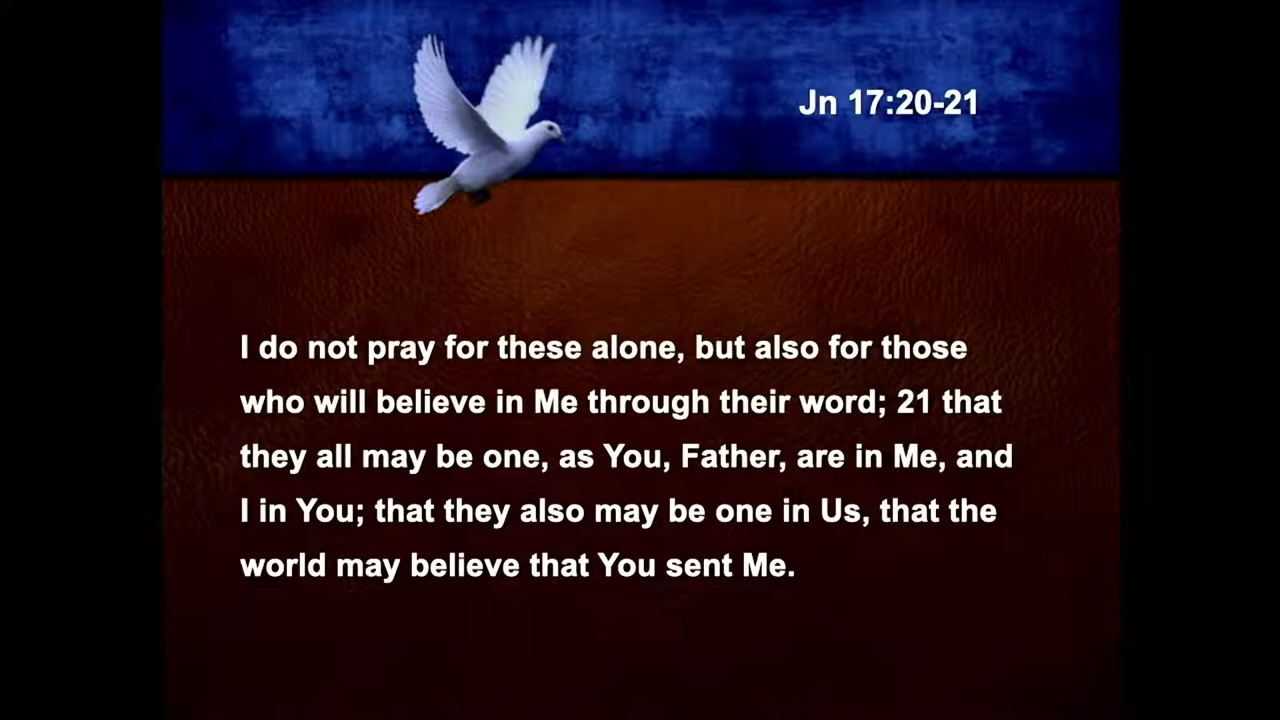 Jn 17:20-21
I do not pray for these alone, but also for those
who will believe in Me through their word; 21 that
they all may be one, as You, Father, are in Me, and
I in You; that they also may be one in Us, that the
world may believe that You sent Me.